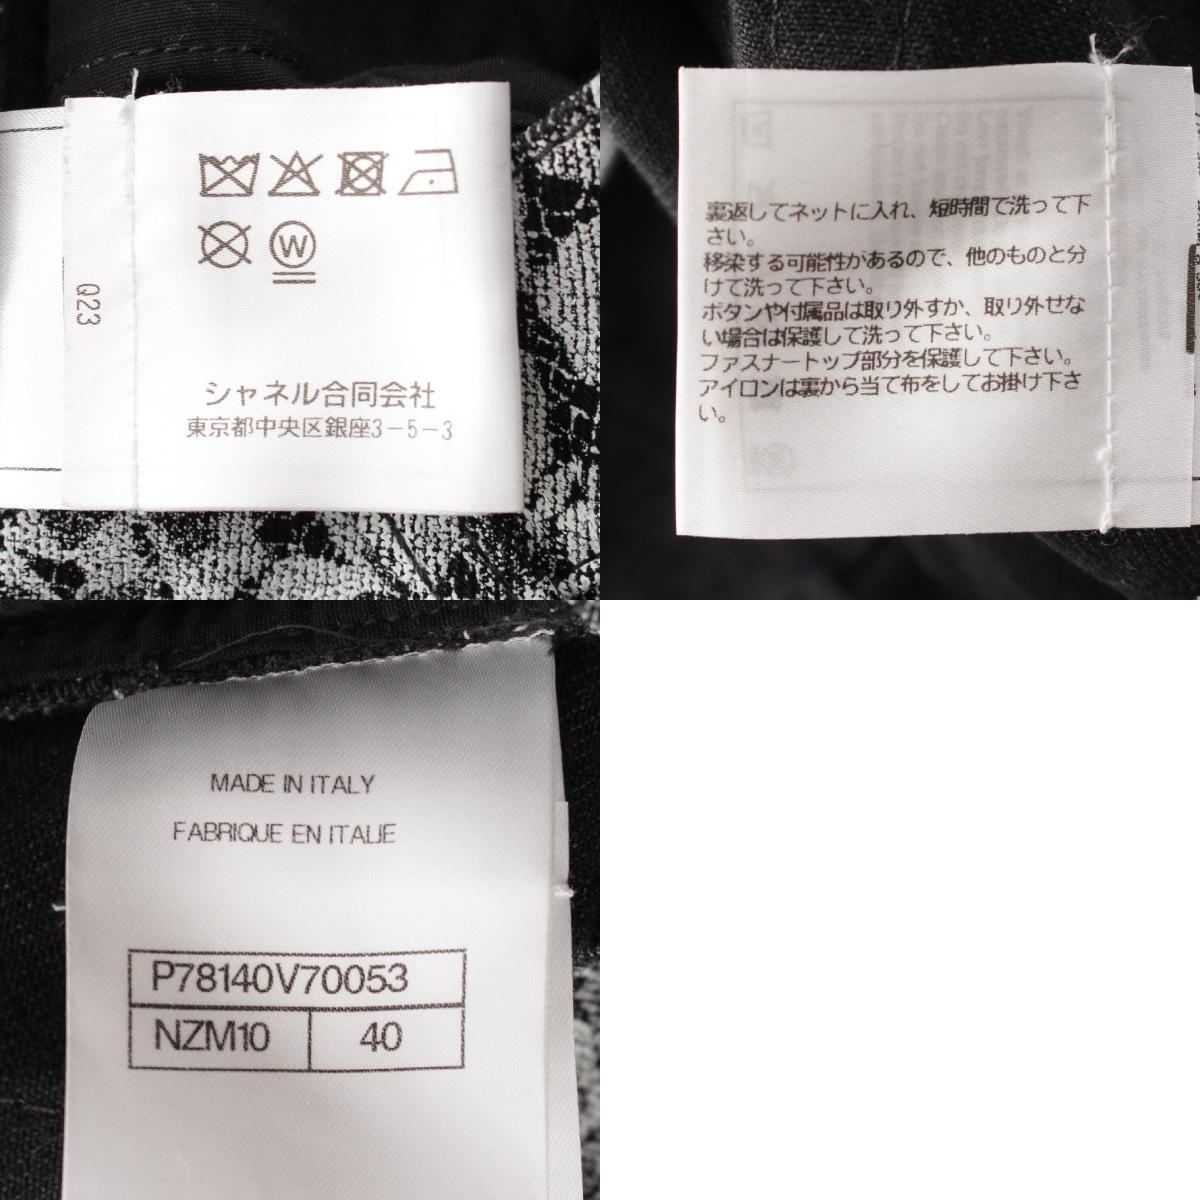 W
Q23
シャネル合同会社
東京都中央区銀座3-5-3
裏返してネットに入れ、短時間で洗って下
さい。
移染する可能性があるので、他のものと分
けて洗って下さい。
ボタンや付属品は取り外すか、取り外せな
い場合は保護して洗って下さい。
ファスナートップ部分を保護して下さい。
アイロンは裏から当て布をしてお掛け下さ
い。
MADE IN ITALY
FABRIQUE EN ITALIE
P78140V70053
NZM10 40